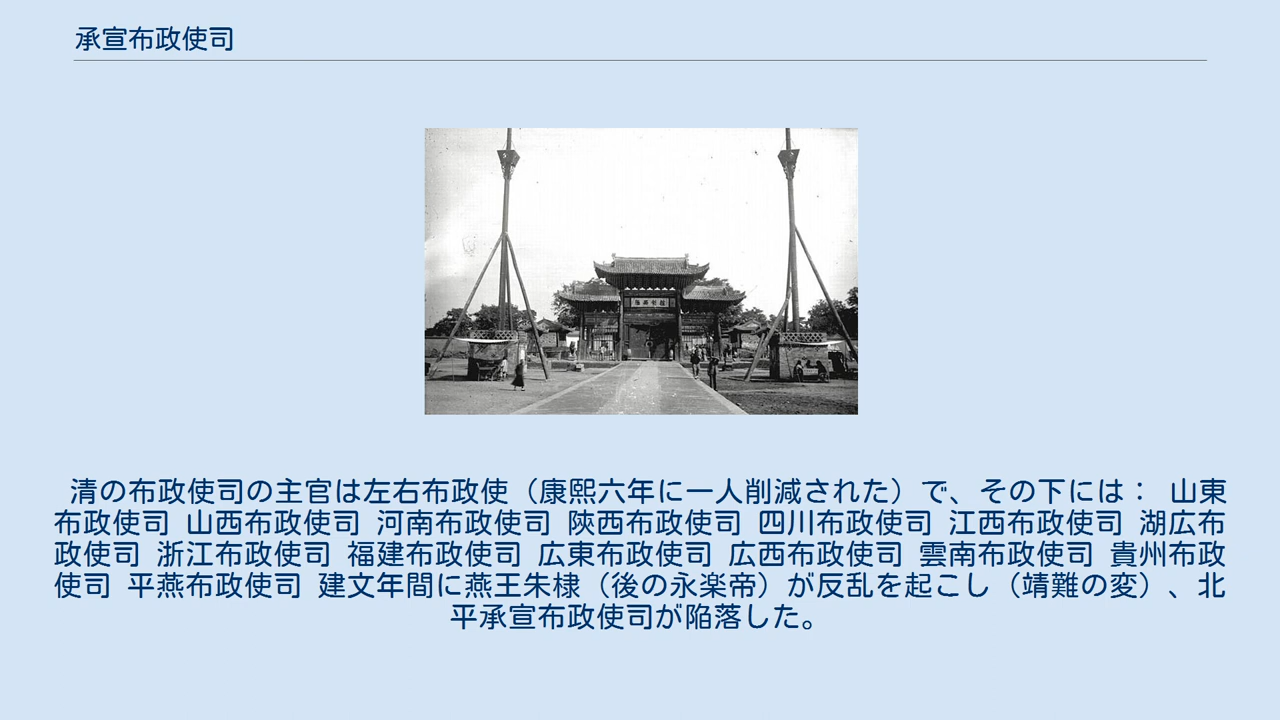 承宣布政使司
清の布政使司の主官は左右布政使（康熙六年に一人削減された）で、その下には： 山東
布政使司 山西布政使司 河南布政使司 陝西布政使司 四川布政使司 江西布政使司 湖広布
政使司 浙江布政使司 福建布政使司 広東布政使司 広西布政使司 雲南布政使司 貴州布政
使司 平燕布政使司 建文年間に燕王朱棣（後の永楽帝）が反乱を起こし（靖難の変）、北
平承宣布政使司が陥落した。